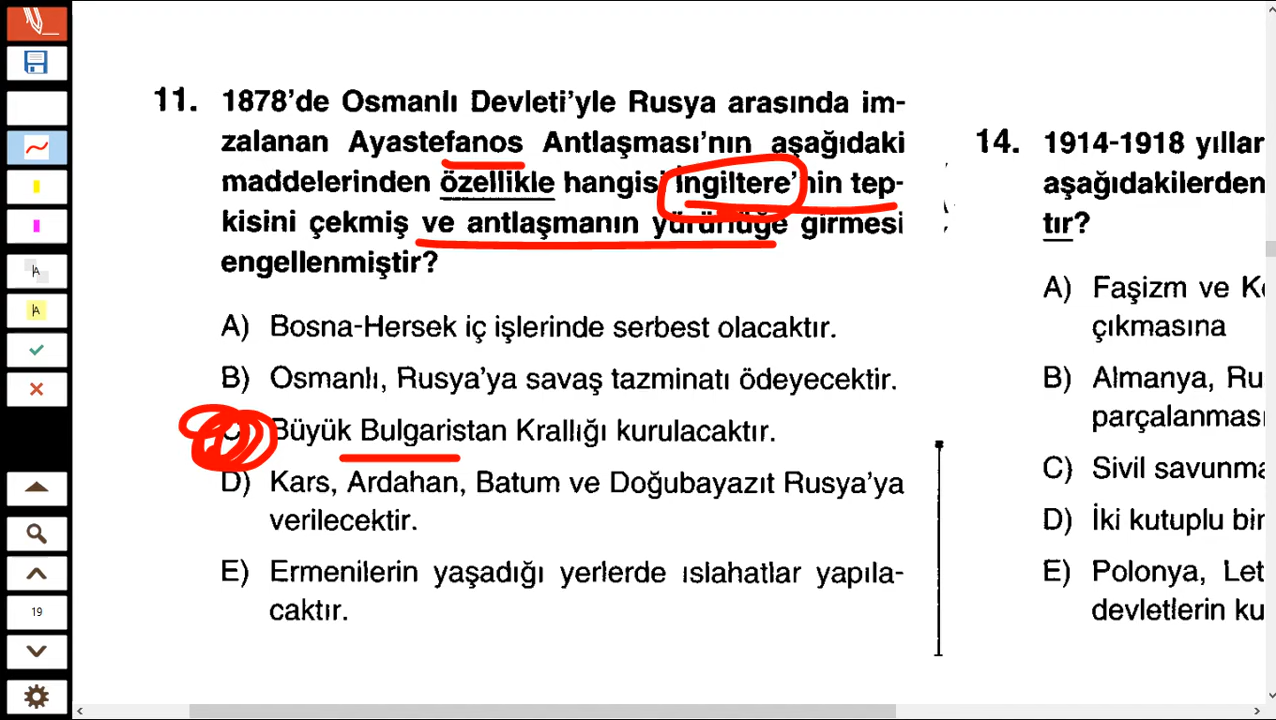 11. 1878'de Osmanlı Devleti'yle Rusya arasında im-
zalanan Ayastefanos Antlaşması'nın aşağıdaki
maddelerinden özellikle hangisi İngiltere'nin tep-
kisini çekmiş ve antlaşmanın yürürlüğe girmesi
engellenmiştir?
A) Bosna-Hersek iç işlerinde serbest olacaktır.
B) Osmanlı, Rusya'ya savaş tazminatı ödeyecektir.
C) Büyük Bulgaristan Krallığı kurulacaktır.
D) Kars, Ardahan, Batum ve Doğubayazıt Rusya'ya
verilecektir.
E) Ermenilerin yaşadığı yerlerde ıslahatlar yapıla-
caktır.
14. 1914-1918 yıllar
aşağıdakilerden
tır?
A) Faşizm ve Ko
çıkmasına
B) Almanya, Ru
parçalanması
C) Sivil savunma
D) İki kutuplu bir
E) Polonya, Let
devletlerin ku
A
A
19